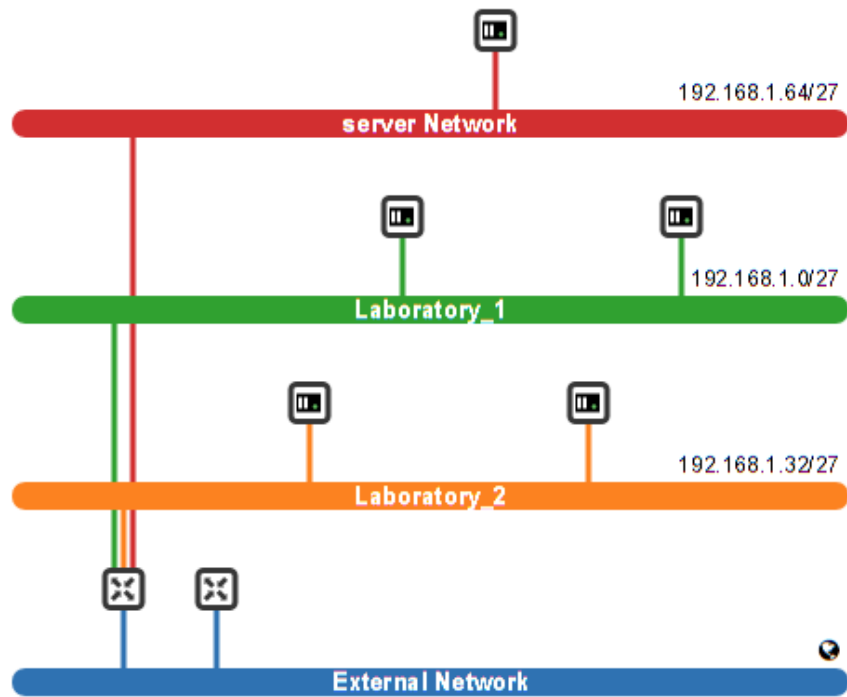 192.168.1.64/27
server Network
192.168.1.0/27
Laboratory_1
192.168.1.32/27
Laboratory_2
External Network